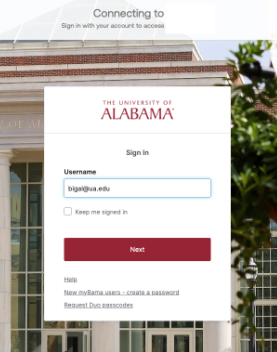 Connecting to
Sign in with your account to access
THE UNIVERSITY OF
ALABAMA
Sign In
Username
bigal@ua.edu
Keep me signed in
Next
Help
New myBama users - create a password
Request Duo passcodes